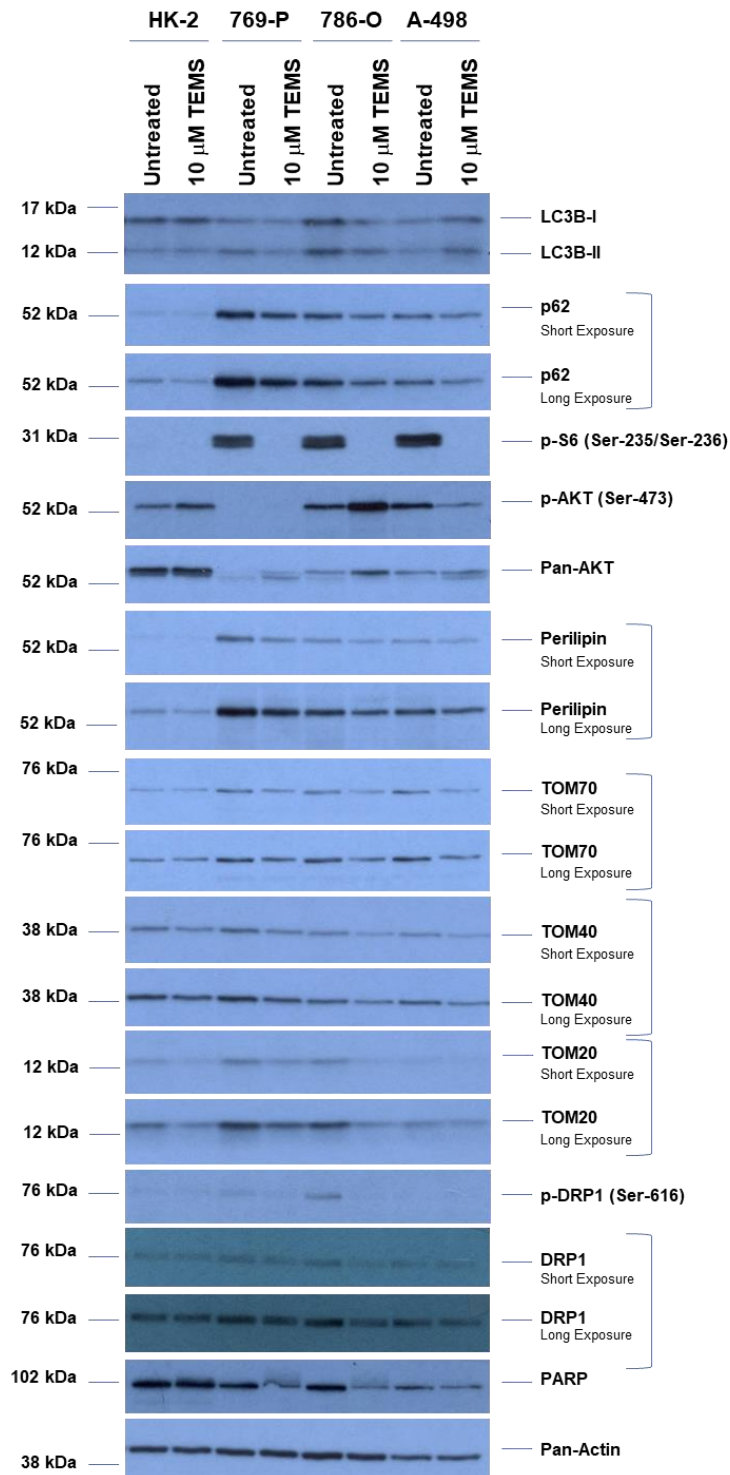 HK-2 769-P 786-O A-498
Untreated 10 µM TEMS Untreated 10 µM TEMS Untreated 10 µM TEMS Untreated 10 µM TEMS
17 kDa LC3B-I
12 kDa LC3B-II
52 kDa p62
Short Exposure
52 kDa p62
Long Exposure
31 kDa p-S6 (Ser-235/Ser-236)
52 kDa p-AKT (Ser-473)
52 kDa Pan-AKT
52 kDa Perilipin
Short Exposure
52 kDa Perilipin
Long Exposure
76 kDa TOM70
Short Exposure
76 kDa TOM70
Long Exposure
38 kDa TOM40
Short Exposure
38 kDa TOM40
Long Exposure
12 kDa TOM20
Short Exposure
12 kDa TOM20
Long Exposure
76 kDa p-DRP1 (Ser-616)
76 kDa DRP1
Short Exposure
76 kDa DRP1
Long Exposure
102 kDa PARP
38 kDa Pan-Actin